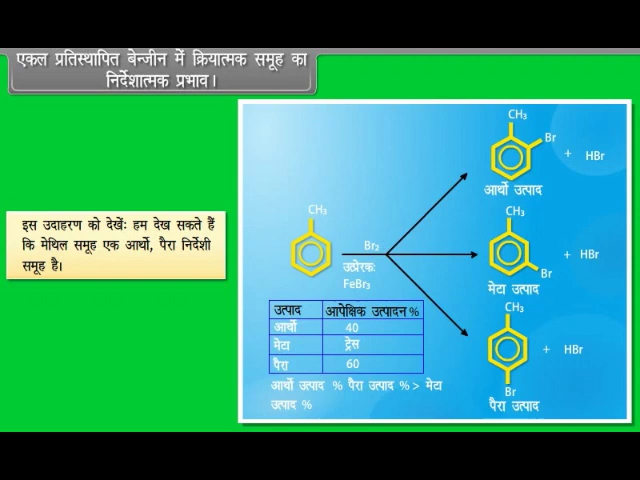 एकल प्रतिस्थापित बेन्जीन में क्रियात्मक समूह का
निर्देशात्मक प्रभाव।
इस उदाहरण को देखें: हम देख सकते हैं
कि मेथिल समूह एक आर्थो, पैरा निर्देशी
समूह है।
CH₃
Br₂
उत्प्रेरक:
FeBr₃
CH₃
Br
+ HBr
आर्थो उत्पाद
CH₃
Br
+ HBr
मेटा उत्पाद
CH₃
Br
+ HBr
पैरा उत्पाद
उत्पाद आपेक्षिक उत्पादन %
आर्थो 40
मेटा ट्रेस
पैरा 60
आर्थो उत्पाद % पैरा उत्पाद % > मेटा
उत्पाद %